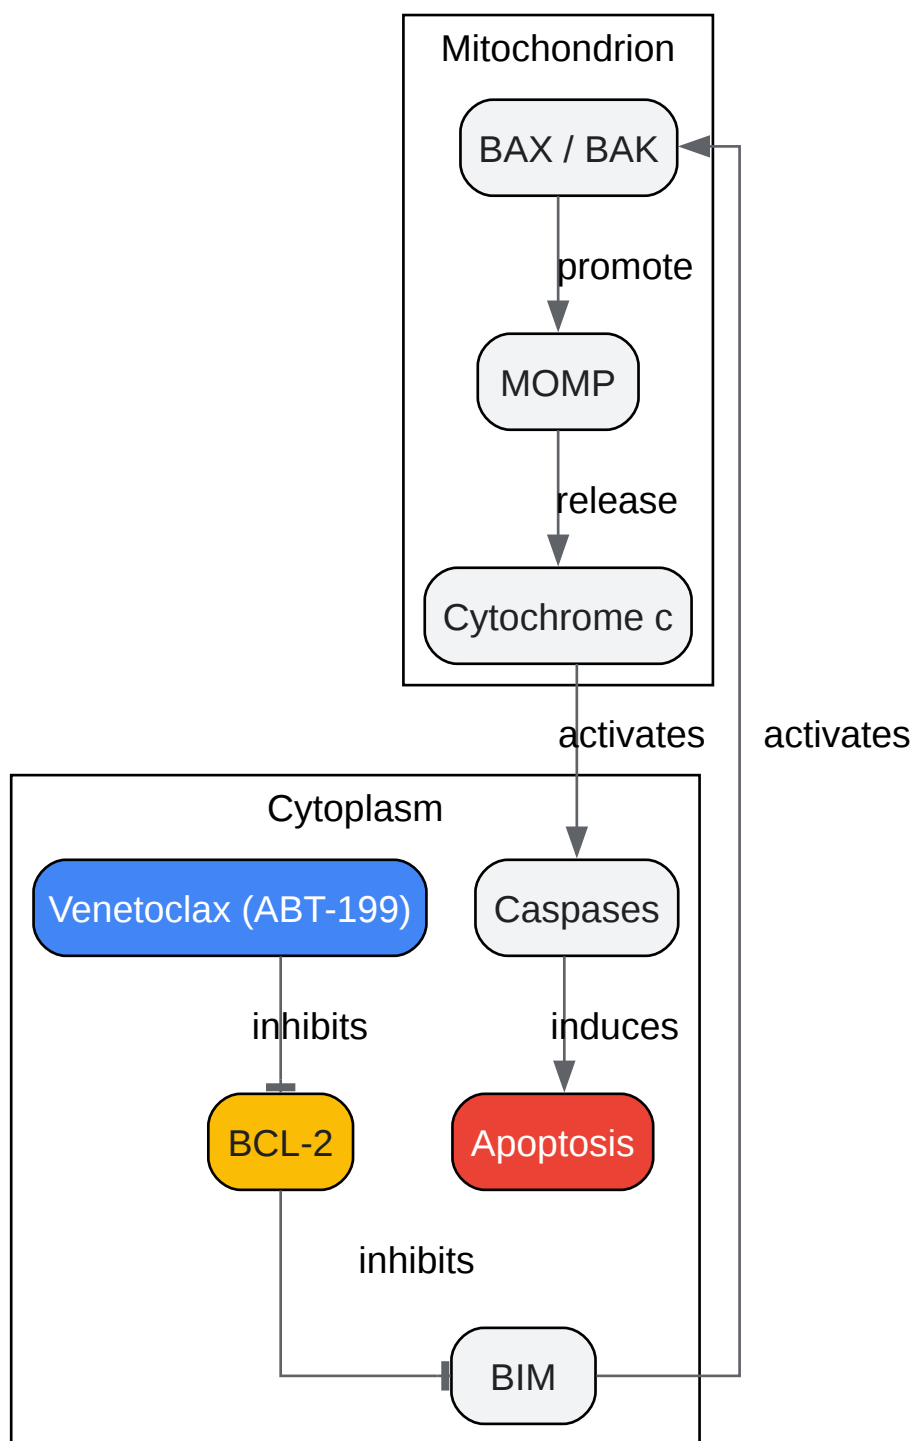 Mitochondrion
BAX / BAK
promote
MOMP
release
Cytochrome c
activates
activates
Cytoplasm
Venetoclax (ABT-199)
Caspases
inhibits
induces
BCL-2
Apoptosis
inhibits
BIM